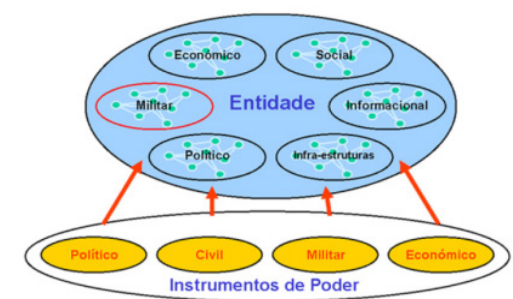 Económico
Social
Militar
Entidade
Informacional
Político
Infra-estruturas
Político
Civil
Militar
Económico
Instrumentos de Poder